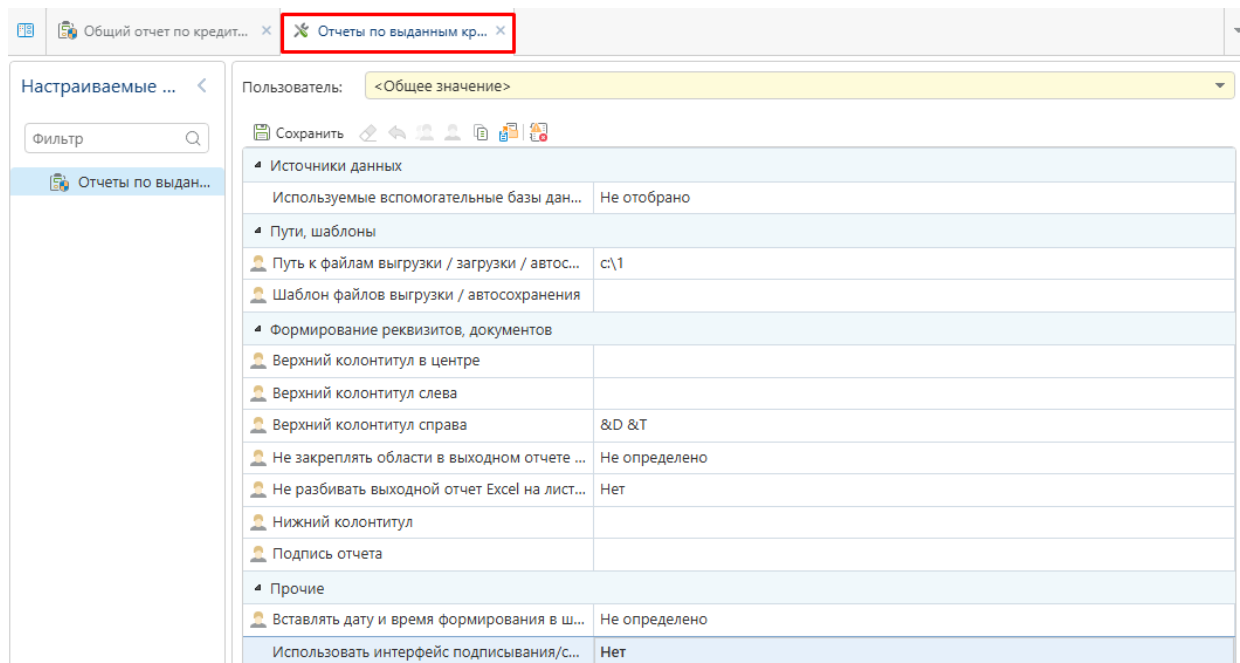 Общий отчет по кредит...
Отчеты по выданным кр...
Настраиваемые ...
Пользователь: <Общее значение>
Фильтр
Сохранить
Отчеты по выдан...
Источники данных
Используемые вспомогательные базы дан... Не отобрано
Пути, шаблоны
Путь к файлам выгрузки / загрузки / автос... c:\1
Шаблон файлов выгрузки / автосохранения
Формирование реквизитов, документов
Верхний колонтитул в центре
Верхний колонтитул слева
Верхний колонтитул справа &D &T
Не закреплять области в выходном отчете ... Не определено
Не разбивать выходной отчет Excel на лист... Нет
Нижний колонтитул
Подпись отчета
Прочие
Вставлять дату и время формирования в ш... Не определено
Использовать интерфейс подписывания/с... Нет